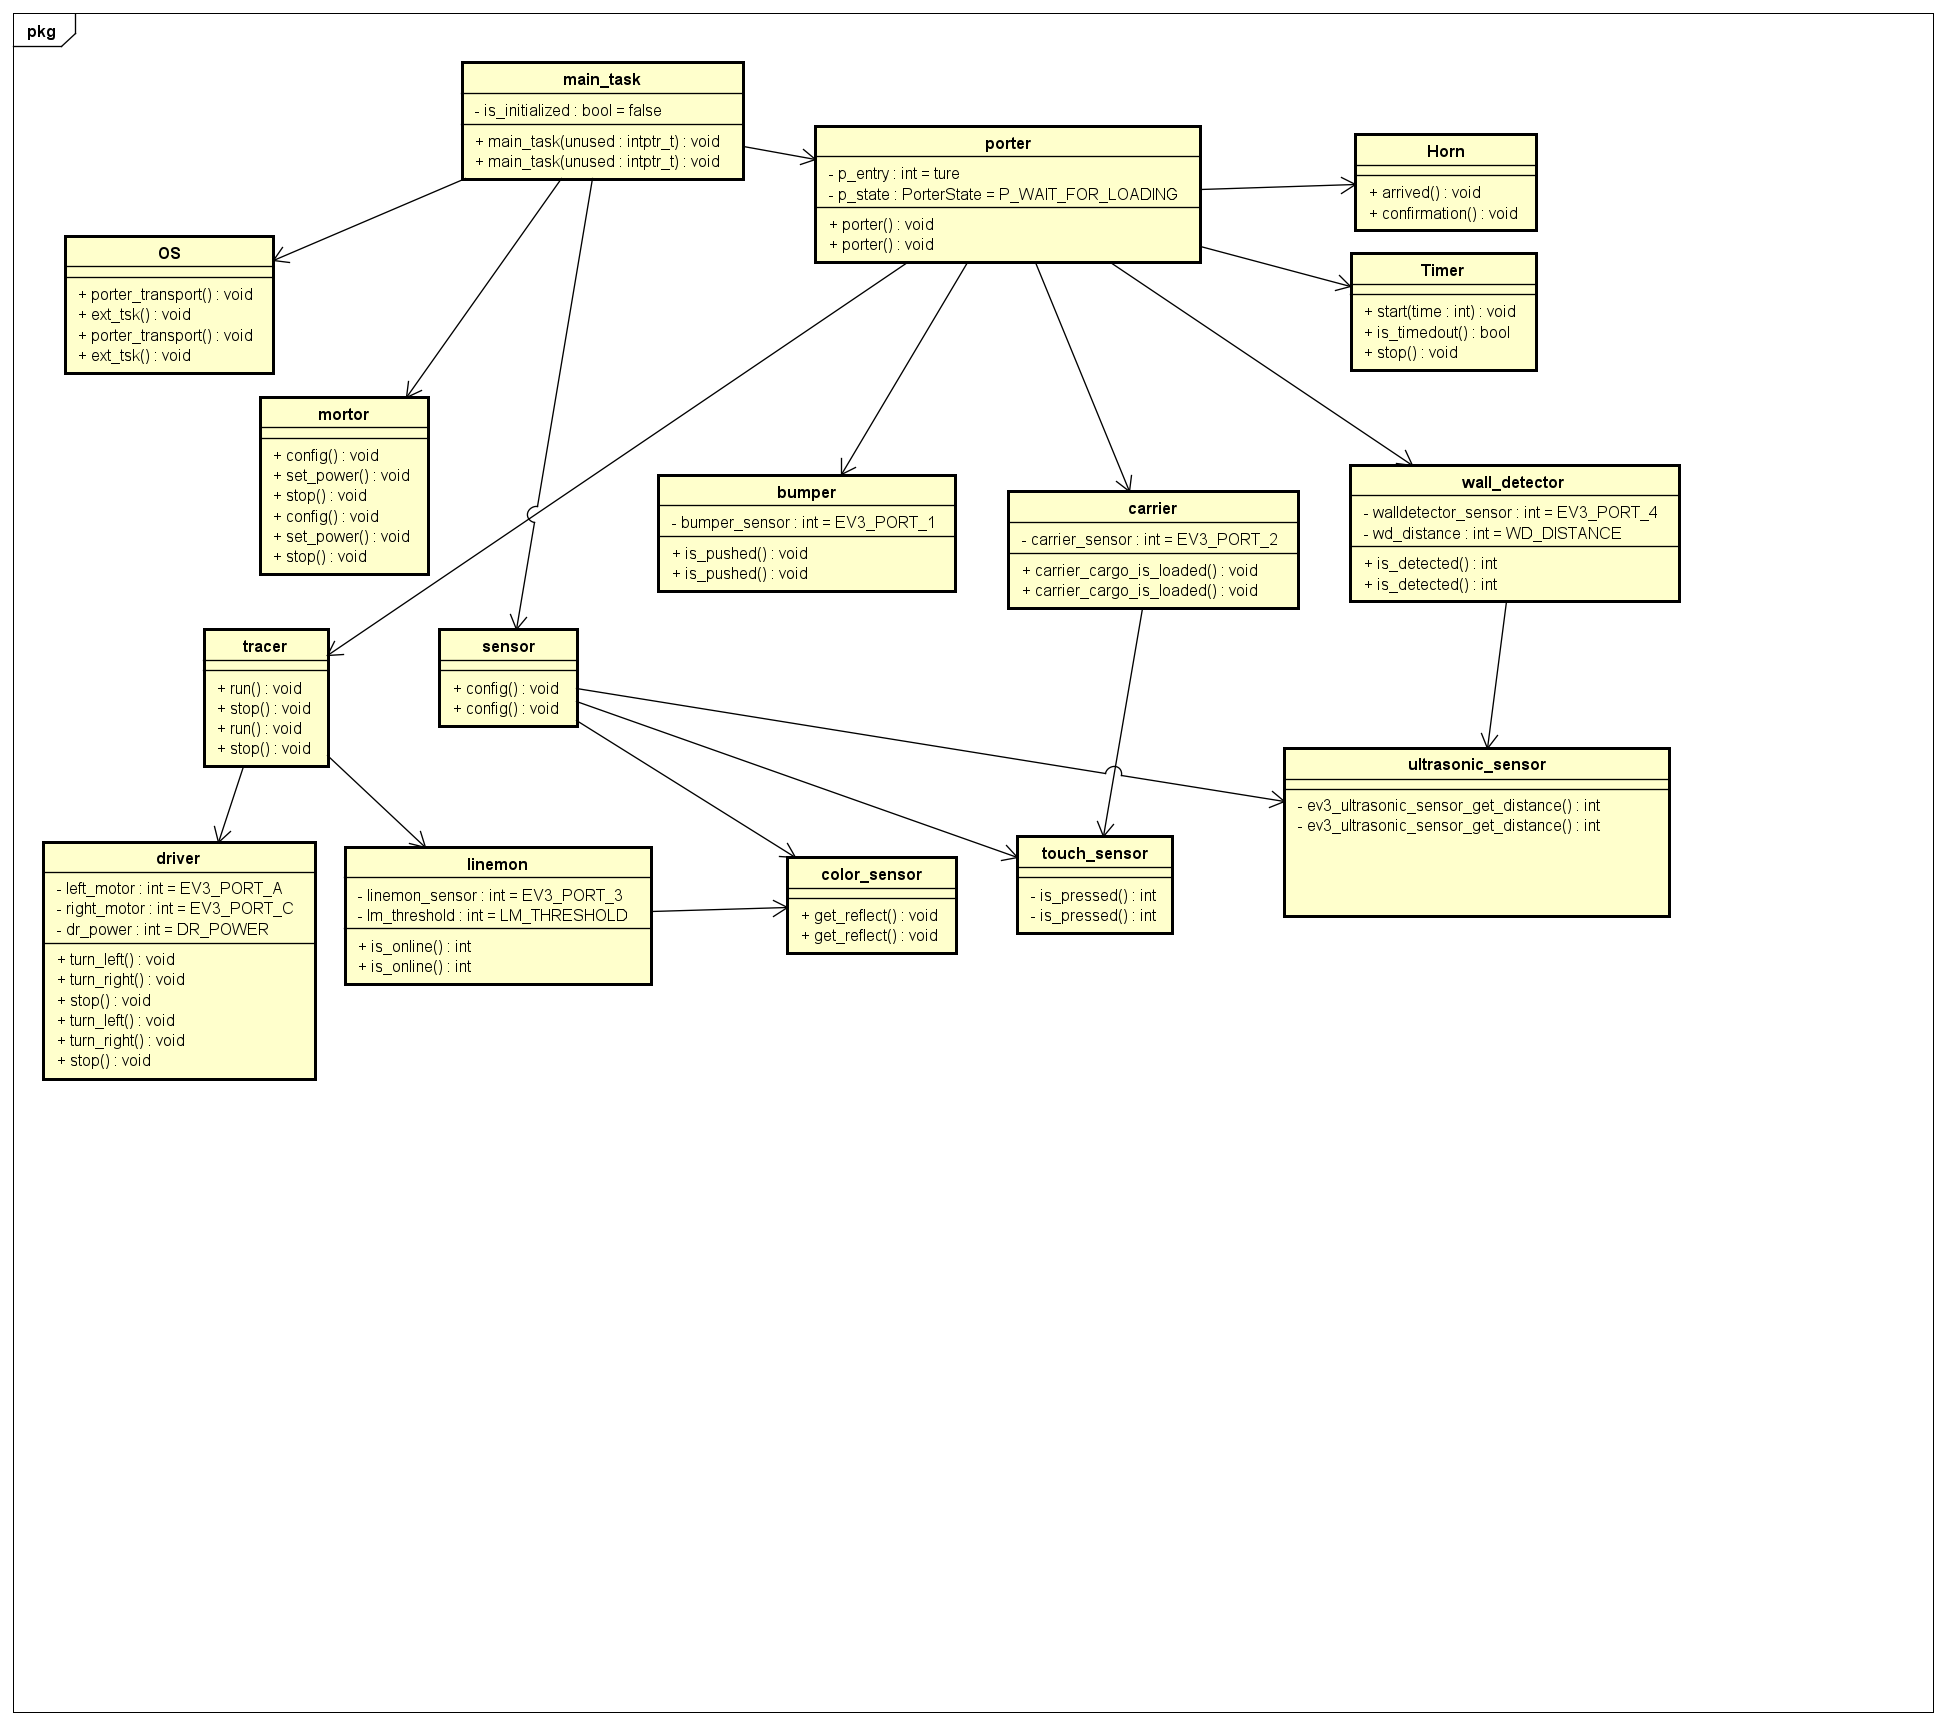 pkg
main_task
- is_initialized : bool = false
+ main_task(unused : intptr_t) : void
+ main_task(unused : intptr_t) : void
porter
- p_entry : int = ture
- p_state : PorterState = P_WAIT_FOR_LOADING
+ porter() : void
+ porter() : void
Horn
+ arrived() : void
+ confirmation() : void
OS
+ porter_transport() : void
+ ext_tsk() : void
+ porter_transport() : void
+ ext_tsk() : void
Timer
+ start(time : int) : void
+ is_timedout() : bool
+ stop() : void
mortor
+ config() : void
+ set_power() : void
+ stop() : void
+ config() : void
+ set_power() : void
+ stop() : void
bumper
- bumper_sensor : int = EV3_PORT_1
+ is_pushed() : void
+ is_pushed() : void
carrier
- carrier_sensor : int = EV3_PORT_2
+ carrier_cargo_is_loaded() : void
+ carrier_cargo_is_loaded() : void
wall_detector
- walldetector_sensor : int = EV3_PORT_4
- wd_distance : int = WD_DISTANCE
+ is_detected() : int
+ is_detected() : int
tracer
+ run() : void
+ stop() : void
+ run() : void
+ stop() : void
sensor
+ config() : void
+ config() : void
ultrasonic_sensor
- ev3_ultrasonic_sensor_get_distance() : int
- ev3_ultrasonic_sensor_get_distance() : int
driver
- left_motor : int = EV3_PORT_A
- right_motor : int = EV3_PORT_C
- dr_power : int = DR_POWER
+ turn_left() : void
+ turn_right() : void
+ stop() : void
+ turn_left() : void
+ turn_right() : void
+ stop() : void
linemon
- linemon_sensor : int = EV3_PORT_3
- lm_threshold : int = LM_THRESHOLD
+ is_online() : int
+ is_online() : int
color_sensor
+ get_reflect() : void
+ get_reflect() : void
touch_sensor
- is_pressed() : int
- is_pressed() : int